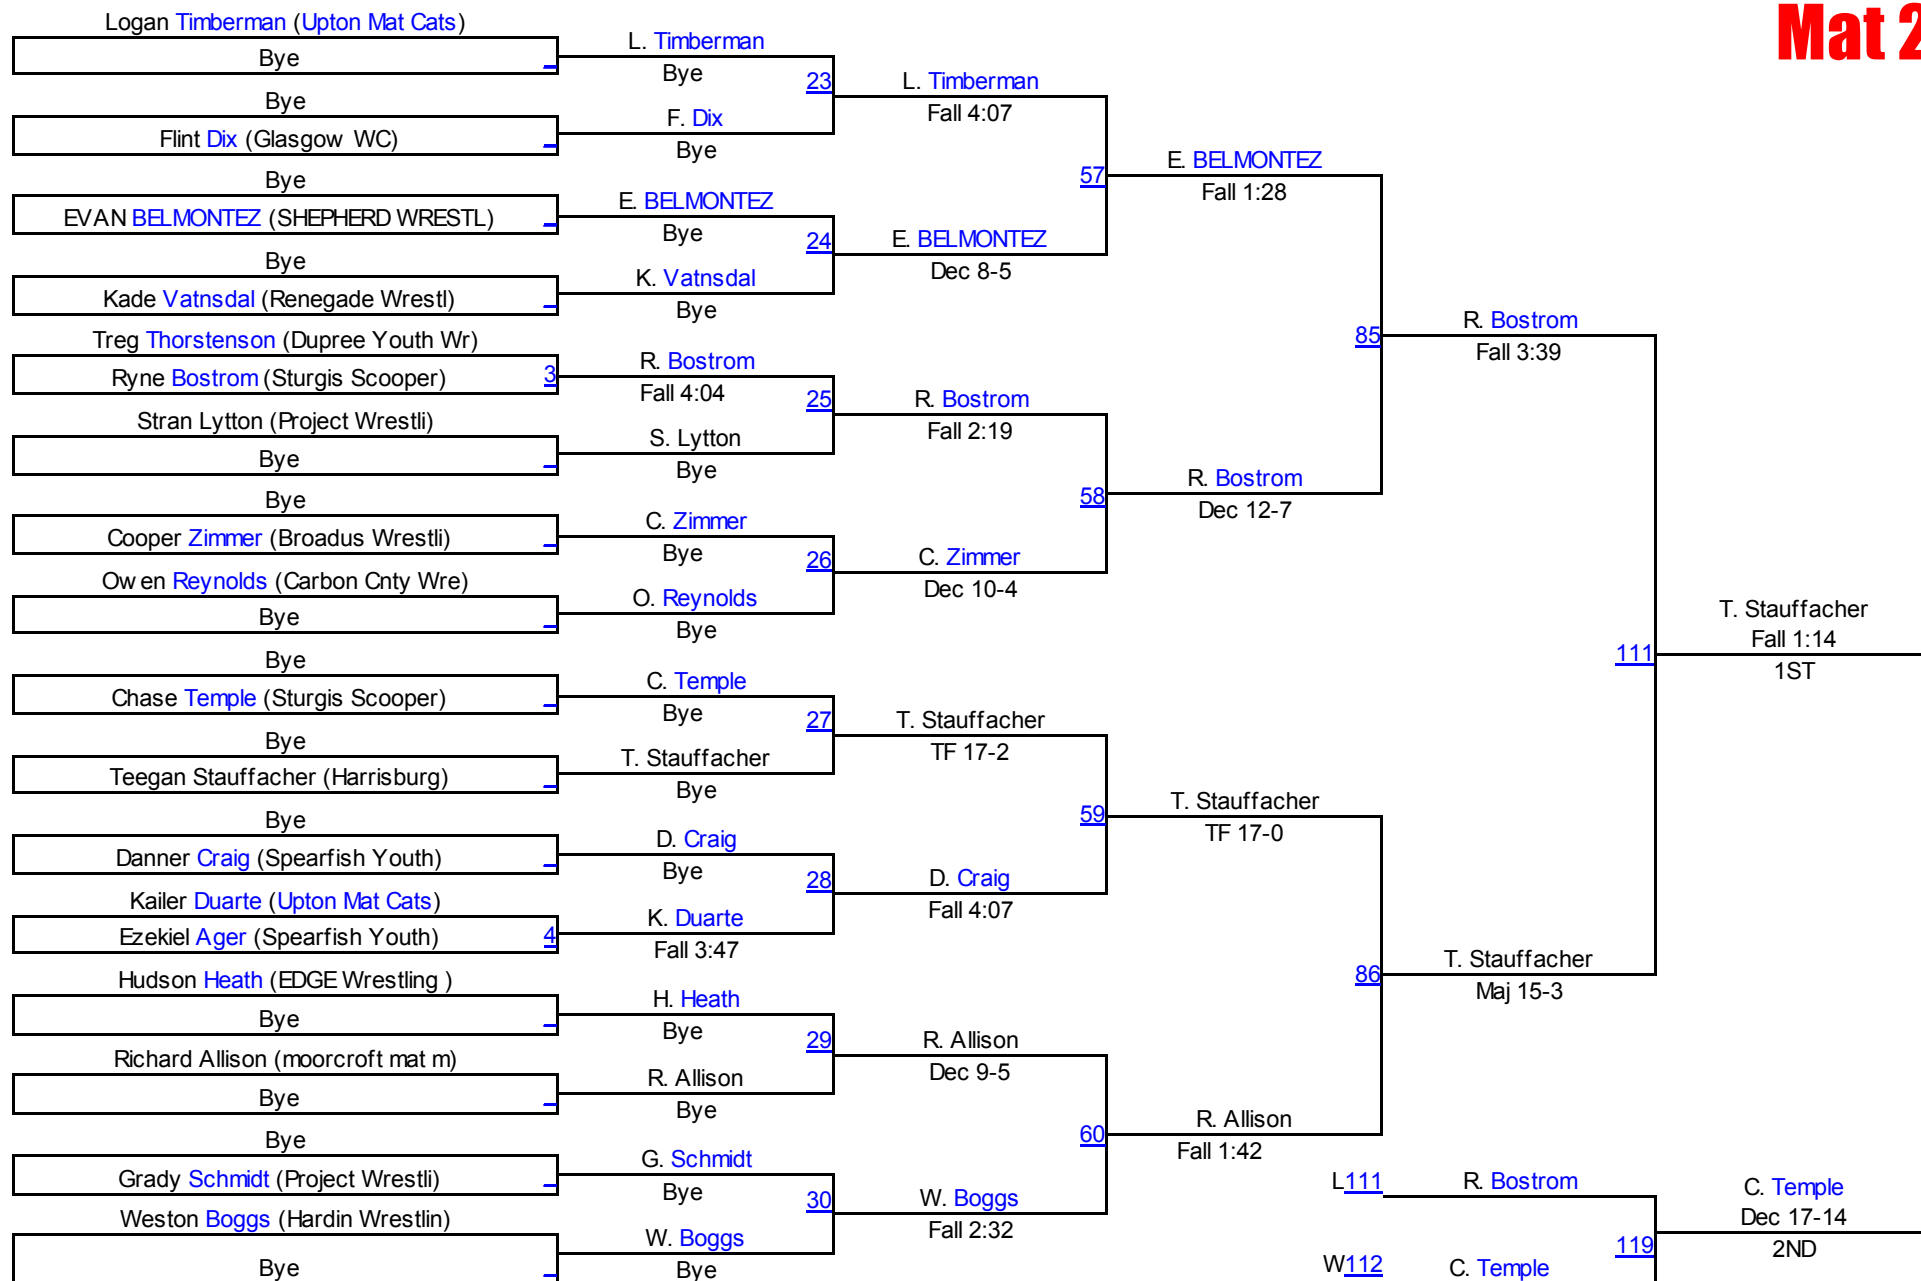 Mat 2
Logan Timberman (Upton Mat Cats)
Bye
Bye
Flint Dix (Glasgow WC)
Bye
EVAN BELMONTEZ (SHEPHERD WRESTL)
Bye
Kade Vatnsdal (Renegade Wrestl)
Treg Thorstenson (Dupree Youth Wr)
Ryne Bostrom (Sturgis Scooper) 3
Stran Lytton (Project Wrestli)
Bye
Bye
Cooper Zimmer (Broadus Wrestli)
Owen Reynolds (Carbon Cnty Wre)
Bye
Bye
Chase Temple (Sturgis Scooper)
Bye
Teegan Stauffacher (Harrisburg)
Bye
Danner Craig (Spearfish Youth)
Kailer Duarte (Upton Mat Cats)
Ezekiel Ager (Spearfish Youth) 4
Hudson Heath (EDGE Wrestling )
Bye
Richard Allison (moorcroft mat m)
Bye
Bye
Grady Schmidt (Project Wrestli)
Weston Boggs (Hardin Wrestlin)
Bye
L. Timberman
Bye
23
F. Dix
Bye
E. BELMONTEZ
Bye
24
K. Vatnsdal
Bye
R. Bostrom
Fall 4:04
25
S. Lytton
Bye
C. Zimmer
Bye
26
O. Reynolds
Bye
C. Temple
Bye
27
T. Stauffacher
Bye
D. Craig
Bye
28
K. Duarte
Fall 3:47
H. Heath
Bye
29
R. Allison
Bye
G. Schmidt
Bye
30
W. Boggs
Bye
L. Timberman
Fall 4:07
57
E. BELMONTEZ
Dec 8-5
R. Bostrom
Fall 2:19
58
C. Zimmer
Dec 10-4
T. Stauffacher
TF 17-2
59
D. Craig
Fall 4:07
R. Allison
Dec 9-5
60
W. Boggs
Fall 2:32
E. BELMONTEZ
Fall 1:28
85
R. Bostrom
Dec 12-7
T. Stauffacher
TF 17-0
86
R. Allison
Fall 1:42
R. Bostrom
Fall 3:39
111
T. Stauffacher
Maj 15-3
T. Stauffacher
Fall 1:14
1ST
L111 R. Bostrom
119
W112 C. Temple
C. Temple
Dec 17-14
2ND